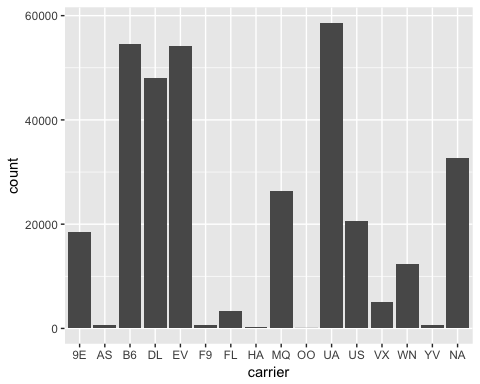 60000
40000
20000
0
count
9E AS B6 DL EV F9 FL HA MQ OO UA US VX WN YV NA
carrier